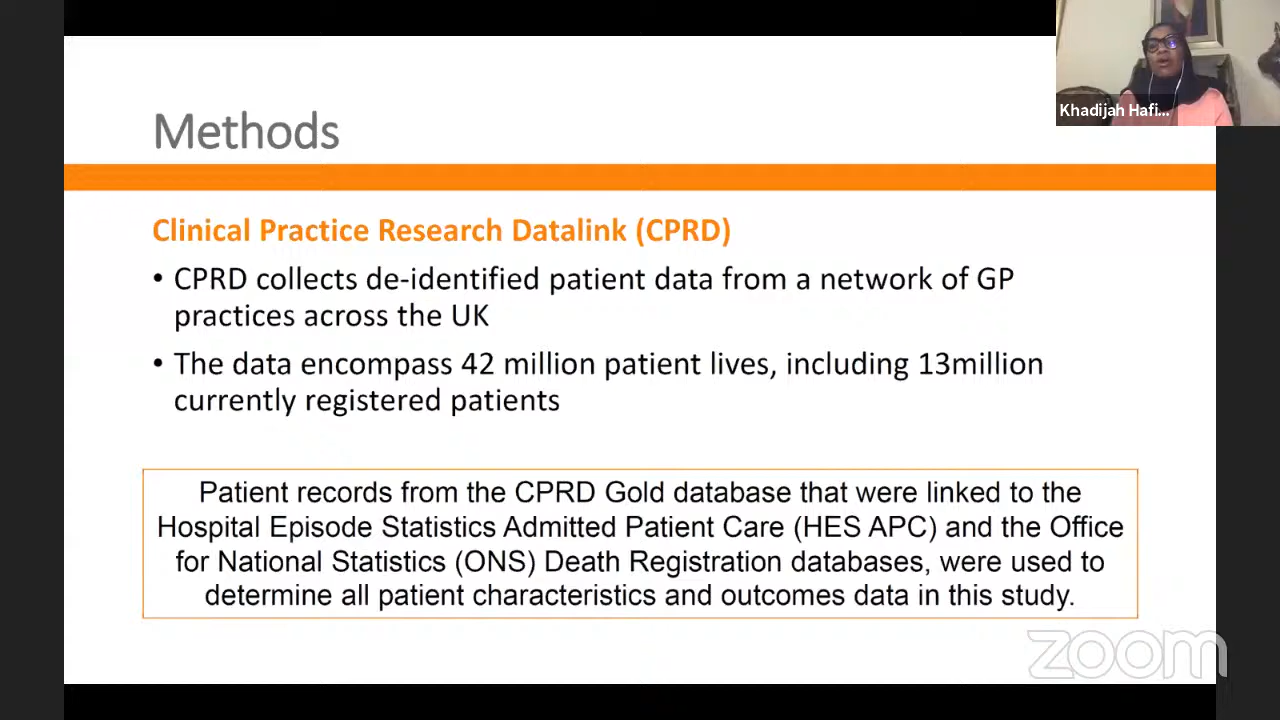 Khadijah Hafi...
Methods
Clinical Practice Research Datalink (CPRD)
• CPRD collects de-identified patient data from a network of GP
practices across the UK
• The data encompass 42 million patient lives, including 13million
currently registered patients
Patient records from the CPRD Gold database that were linked to the
Hospital Episode Statistics Admitted Patient Care (HES APC) and the Office
for National Statistics (ONS) Death Registration databases, were used to
determine all patient characteristics and outcomes data in this study.
zoom